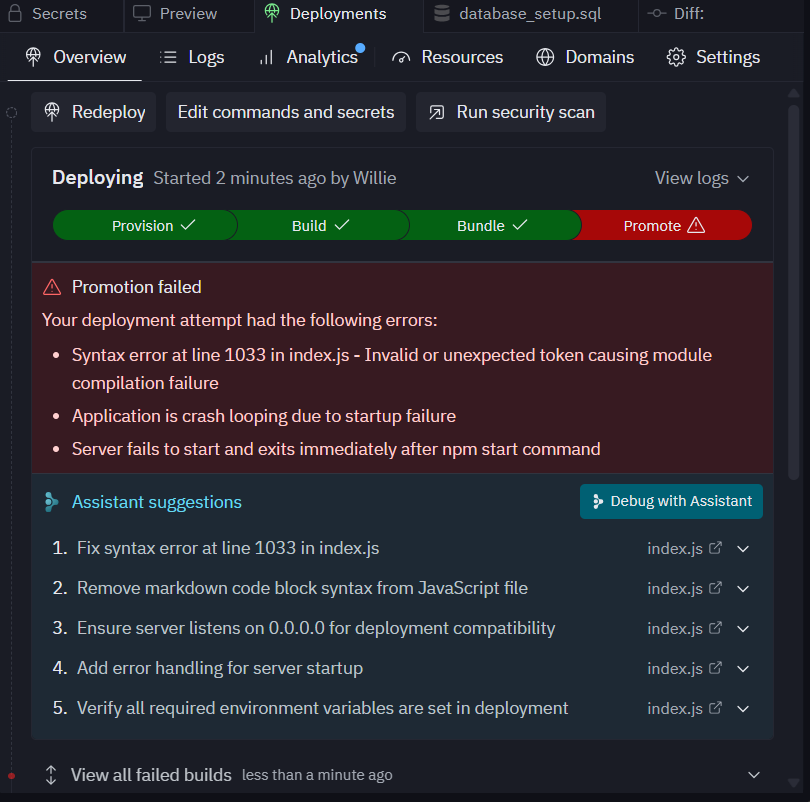 Secrets Preview Deployments database_setup.sql Diff:
Overview Logs Analytics Resources Domains Settings
Redeploy Edit commands and secrets Run security scan
Deploying Started 2 minutes ago by Willie View logs
Provision Build Bundle Promote
Promotion failed
Your deployment attempt had the following errors:
• Syntax error at line 1033 in index.js - Invalid or unexpected token causing module
compilation failure
• Application is crash looping due to startup failure
• Server fails to start and exits immediately after npm start command
Assistant suggestions Debug with Assistant
1. Fix syntax error at line 1033 in index.js index.js
2. Remove markdown code block syntax from JavaScript file index.js
3. Ensure server listens on 0.0.0.0 for deployment compatibility index.js
4. Add error handling for server startup index.js
5. Verify all required environment variables are set in deployment index.js
View all failed builds less than a minute ago